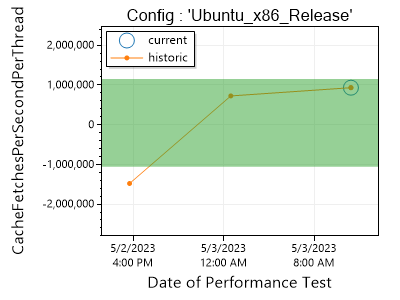 Config : 'Ubuntu_x86_Release'
current
historic
CacheFetchesPerSecondPerThread
2,000,000
1,000,000
0
-1,000,000
-2,000,000
5/2/2023 5/3/2023 5/3/2023
4:00 PM 12:00 AM 8:00 AM
Date of Performance Test